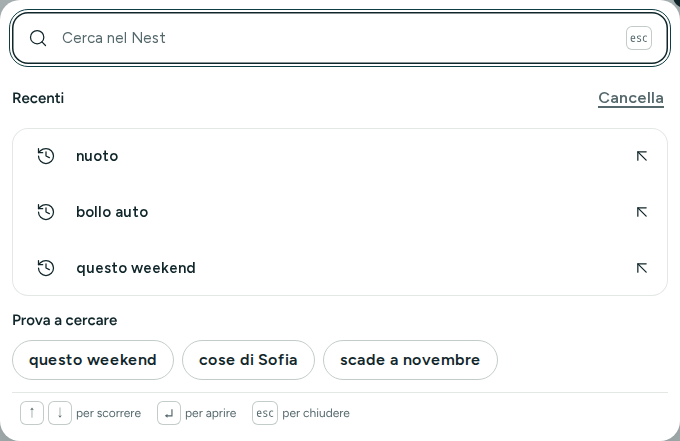 Cerca nel Nest esc
Recenti Cancella
nuoto
bollo auto
questo weekend
Prova a cercare
questo weekend cose di Sofia scade a novembre
↑ ↓ per scorrere ↵ per aprire esc per chiudere